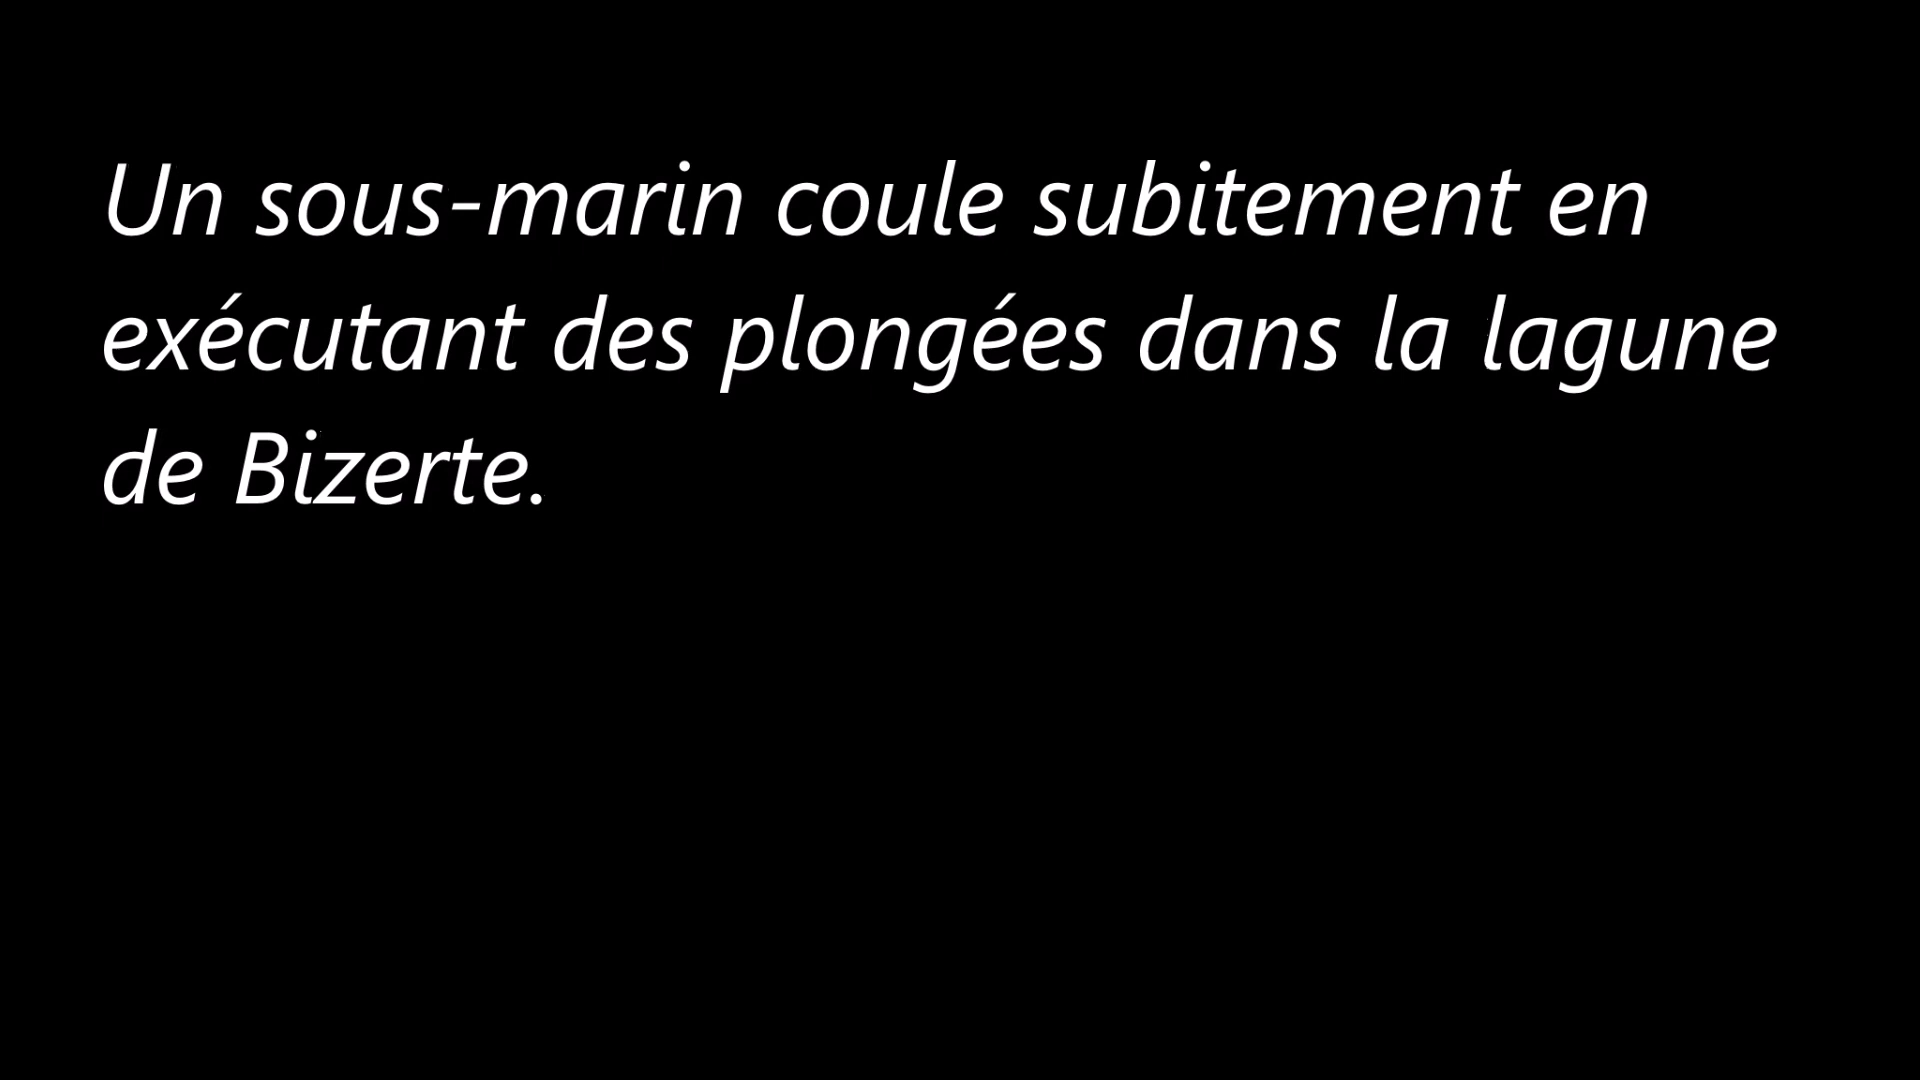 Un sous-marin coule subitement en
exécutant des plongées dans la lagune
de Bizerte.